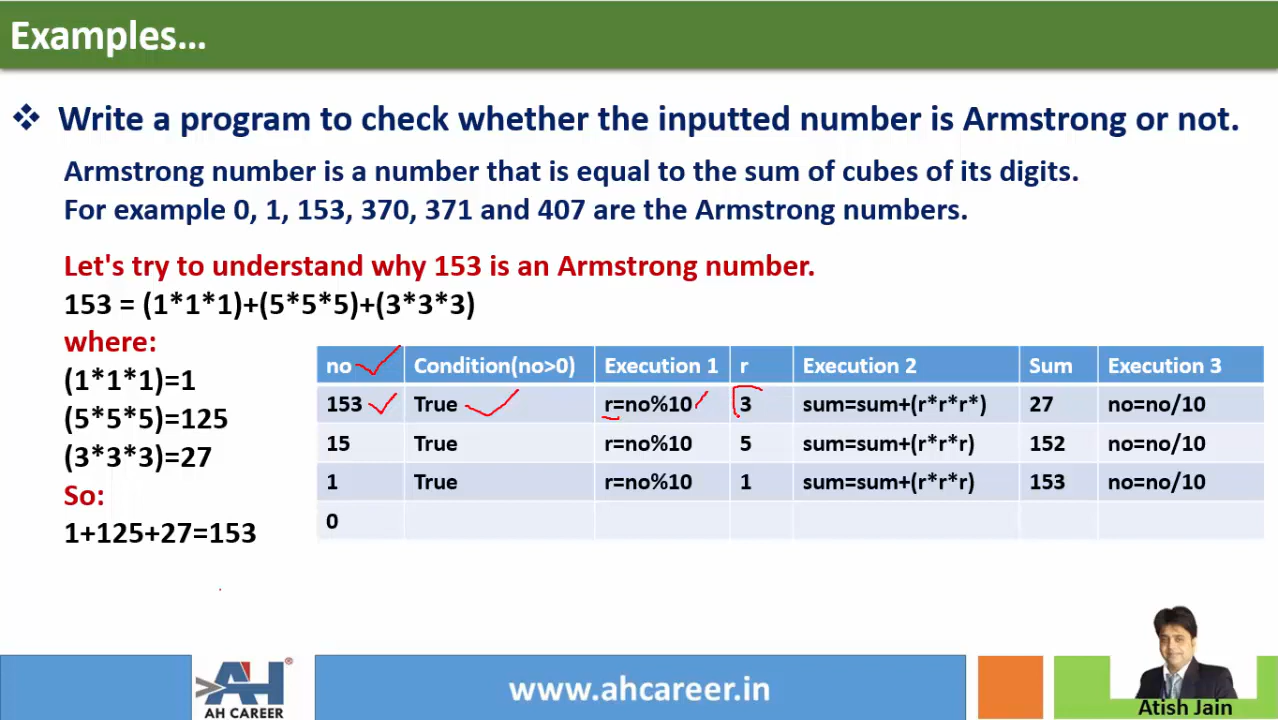 Examples...
❖ Write a program to check whether the inputted number is Armstrong or not.
Armstrong number is a number that is equal to the sum of cubes of its digits.
For example 0, 1, 153, 370, 371 and 407 are the Armstrong numbers.
Let's try to understand why 153 is an Armstrong number.
153 = (1*1*1)+(5*5*5)+(3*3*3)
where:
(1*1*1)=1
(5*5*5)=125
(3*3*3)=27
So:
1+125+27=153
no Condition(no>0) Execution 1 r Execution 2 Sum Execution 3
153 True r=no%10 3 sum=sum+(r*r*r*) 27 no=no/10
15 True r=no%10 5 sum=sum+(r*r*r) 152 no=no/10
1 True r=no%10 1 sum=sum+(r*r*r) 153 no=no/10
0
AH ®
AH CAREER
www.ahcareer.in
Atish Jain